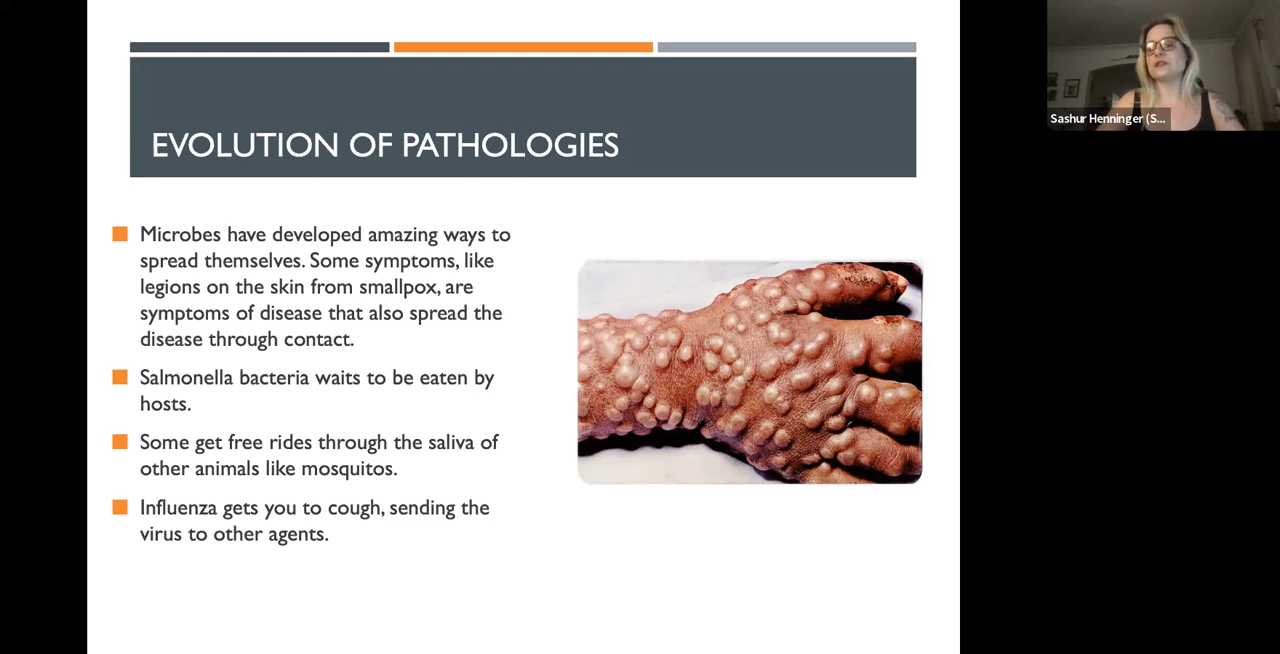 Sashur Henninger (S...
EVOLUTION OF PATHOLOGIES
Microbes have developed amazing ways to
spread themselves. Some symptoms, like
legions on the skin from smallpox, are
symptoms of disease that also spread the
disease through contact.
Salmonella bacteria waits to be eaten by
hosts.
Some get free rides through the saliva of
other animals like mosquitos.
Influenza gets you to cough, sending the
virus to other agents.